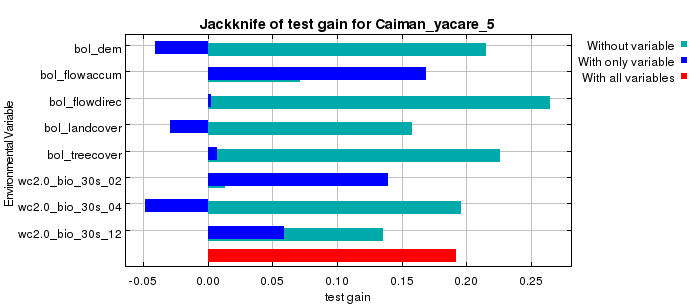 Jackknife of test gain for Caiman_yacare_5
Environmental Variable
bol_dem
bol_flowaccum
bol_flowdirec
bol_landcover
bol_treecover
wc2.0_bio_30s_02
wc2.0_bio_30s_04
wc2.0_bio_30s_12
-0.05 0.00 0.05 0.10 0.15 0.20 0.25
test gain
Without variable
With only variable
With all variables